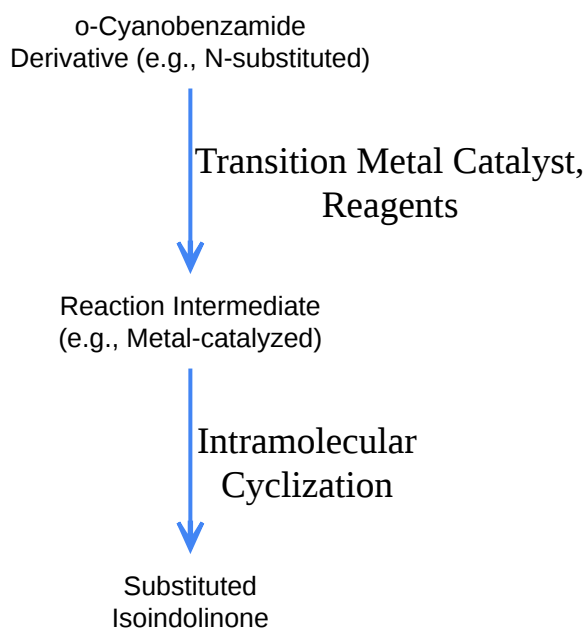 o-Cyanobenzamide
Derivative (e.g., N-substituted)
Transition Metal Catalyst,
Reagents
Reaction Intermediate
(e.g., Metal-catalyzed)
Intramolecular
Cyclization
Substituted
Isoindolinone